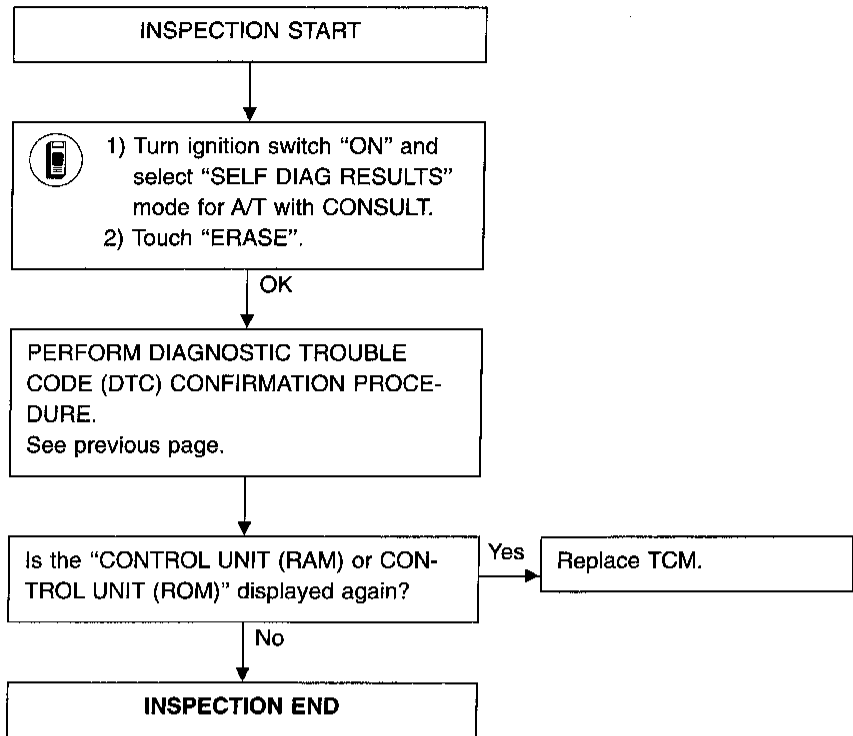 INSPECTION START
1) Turn ignition switch “ON” and
select “SELF DIAG RESULTS”
mode for A/T with CONSULT.
2) Touch “ERASE”.
OK
PERFORM DIAGNOSTIC TROUBLE
CODE (DTC) CONFIRMATION PROCE-
DURE.
See previous page.
Is the “CONTROL UNIT (RAM) or CON-
TROL UNIT (ROM)” displayed again?
Yes
Replace TCM.
No
INSPECTION END